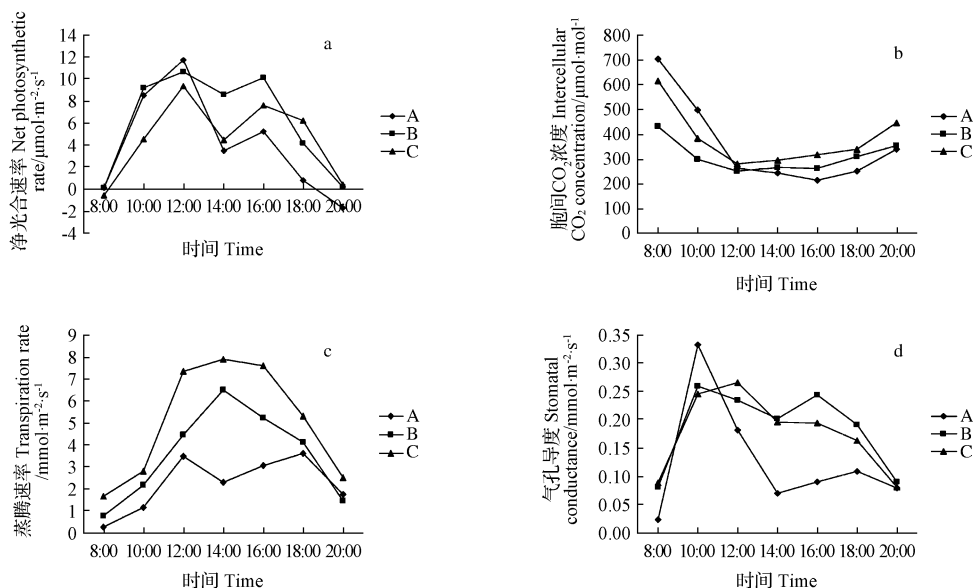 14
12
10
8
6
4
2
0
-2
-4
a
A
B
C
8:00 10:00 12:00 14:00 16:00 18:00 20:00
时间 Time
净光合速率 Net photosynthetic
rate/μmol·m-2·s-1
800
700
600
500
400
300
200
100
0
b
A
B
C
8:00 10:00 12:00 14:00 16:00 18:00 20:00
时间 Time
胞间CO2浓度 Intercellular
CO2 concentration/μmol·mol-1
9
8
7
6
5
4
3
2
1
0
c
A
B
C
8:00 10:00 12:00 14:00 16:00 18:00 20:00
时间 Time
蒸腾速率 Transpiration rate
/mmol·m-2·s-1
0.35
0.30
0.25
0.20
0.15
0.10
0.05
0.00
d
A
B
C
8:00 10:00 12:00 14:00 16:00 18:00 20:00
时间 Time
气孔导度 Stomatal
conductance/mmol·m-2·s-1